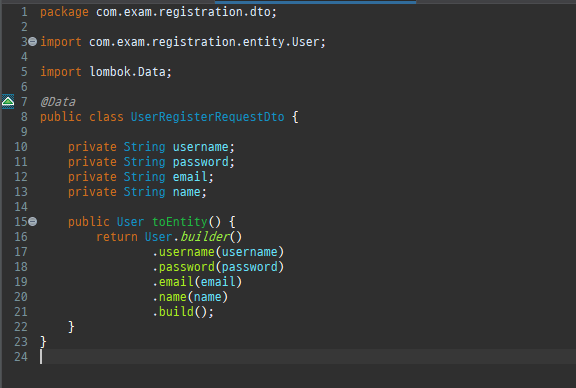 1 package com.exam.registration.dto;
2
3 import com.exam.registration.entity.User;
4
5 import lombok.Data;
6
7 @Data
8 public class UserRegisterRequestDto {
9
10     private String username;
11     private String password;
12     private String email;
13     private String name;
14
15     public User toEntity() {
16         return User.builder()
17                 .username(username)
18                 .password(password)
19                 .email(email)
20                 .name(name)
21                 .build();
22     }
23 }
24